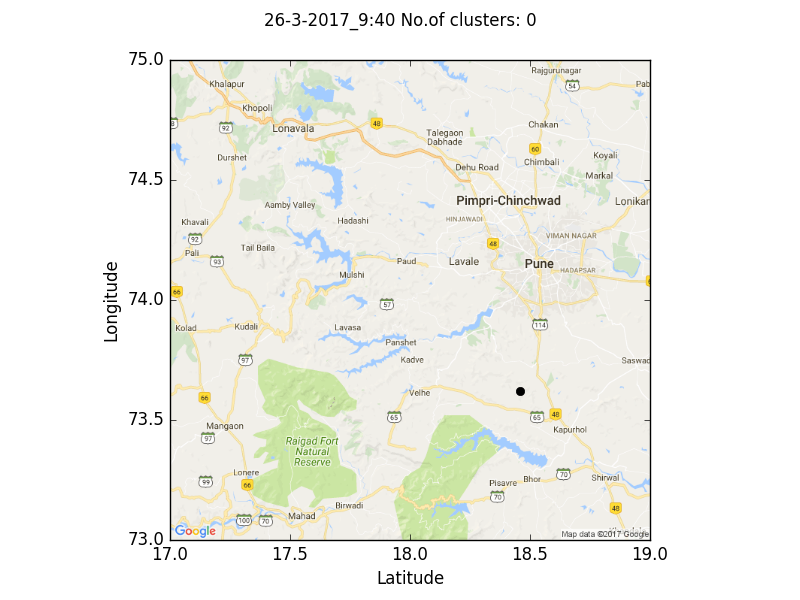 26-3-2017_9:40 No.of clusters: 0
75.0
Rajgurunagar
Khalapur
54
Pab
Khopoli
48
Chakan
92
Lonavala
Talegaon
Dabhade
60
Durshet
Dehu Road
Chimbali
Koyali
Markal
74.5
Aamby Valley
Pimpri-Chinchwad
Lonikan
Khavali
Hadashi
HINJAWADI
92
Tail Baila
48
VIMAN NAGAR
Pali
93
Paud
Lavale
Pune
HADAPSAR
Mulshi
66
74.0
57
Kolad
Kudali
Lavasa
114
Panshet
97
Kadve
Saswad
Velhe
66
73.5
65
65
48
Mangaon
Kapurhol
97
Raigad Fort
Natural
Reserve
Lonere
99
66
70
Pisavre
Bhor
Shirwal
70
Birwadi
48
100
70
Mahad
Google
Map data ©2017 Google
73.0
17.0
17.5
18.0
18.5
19.0
Latitude
Longitude